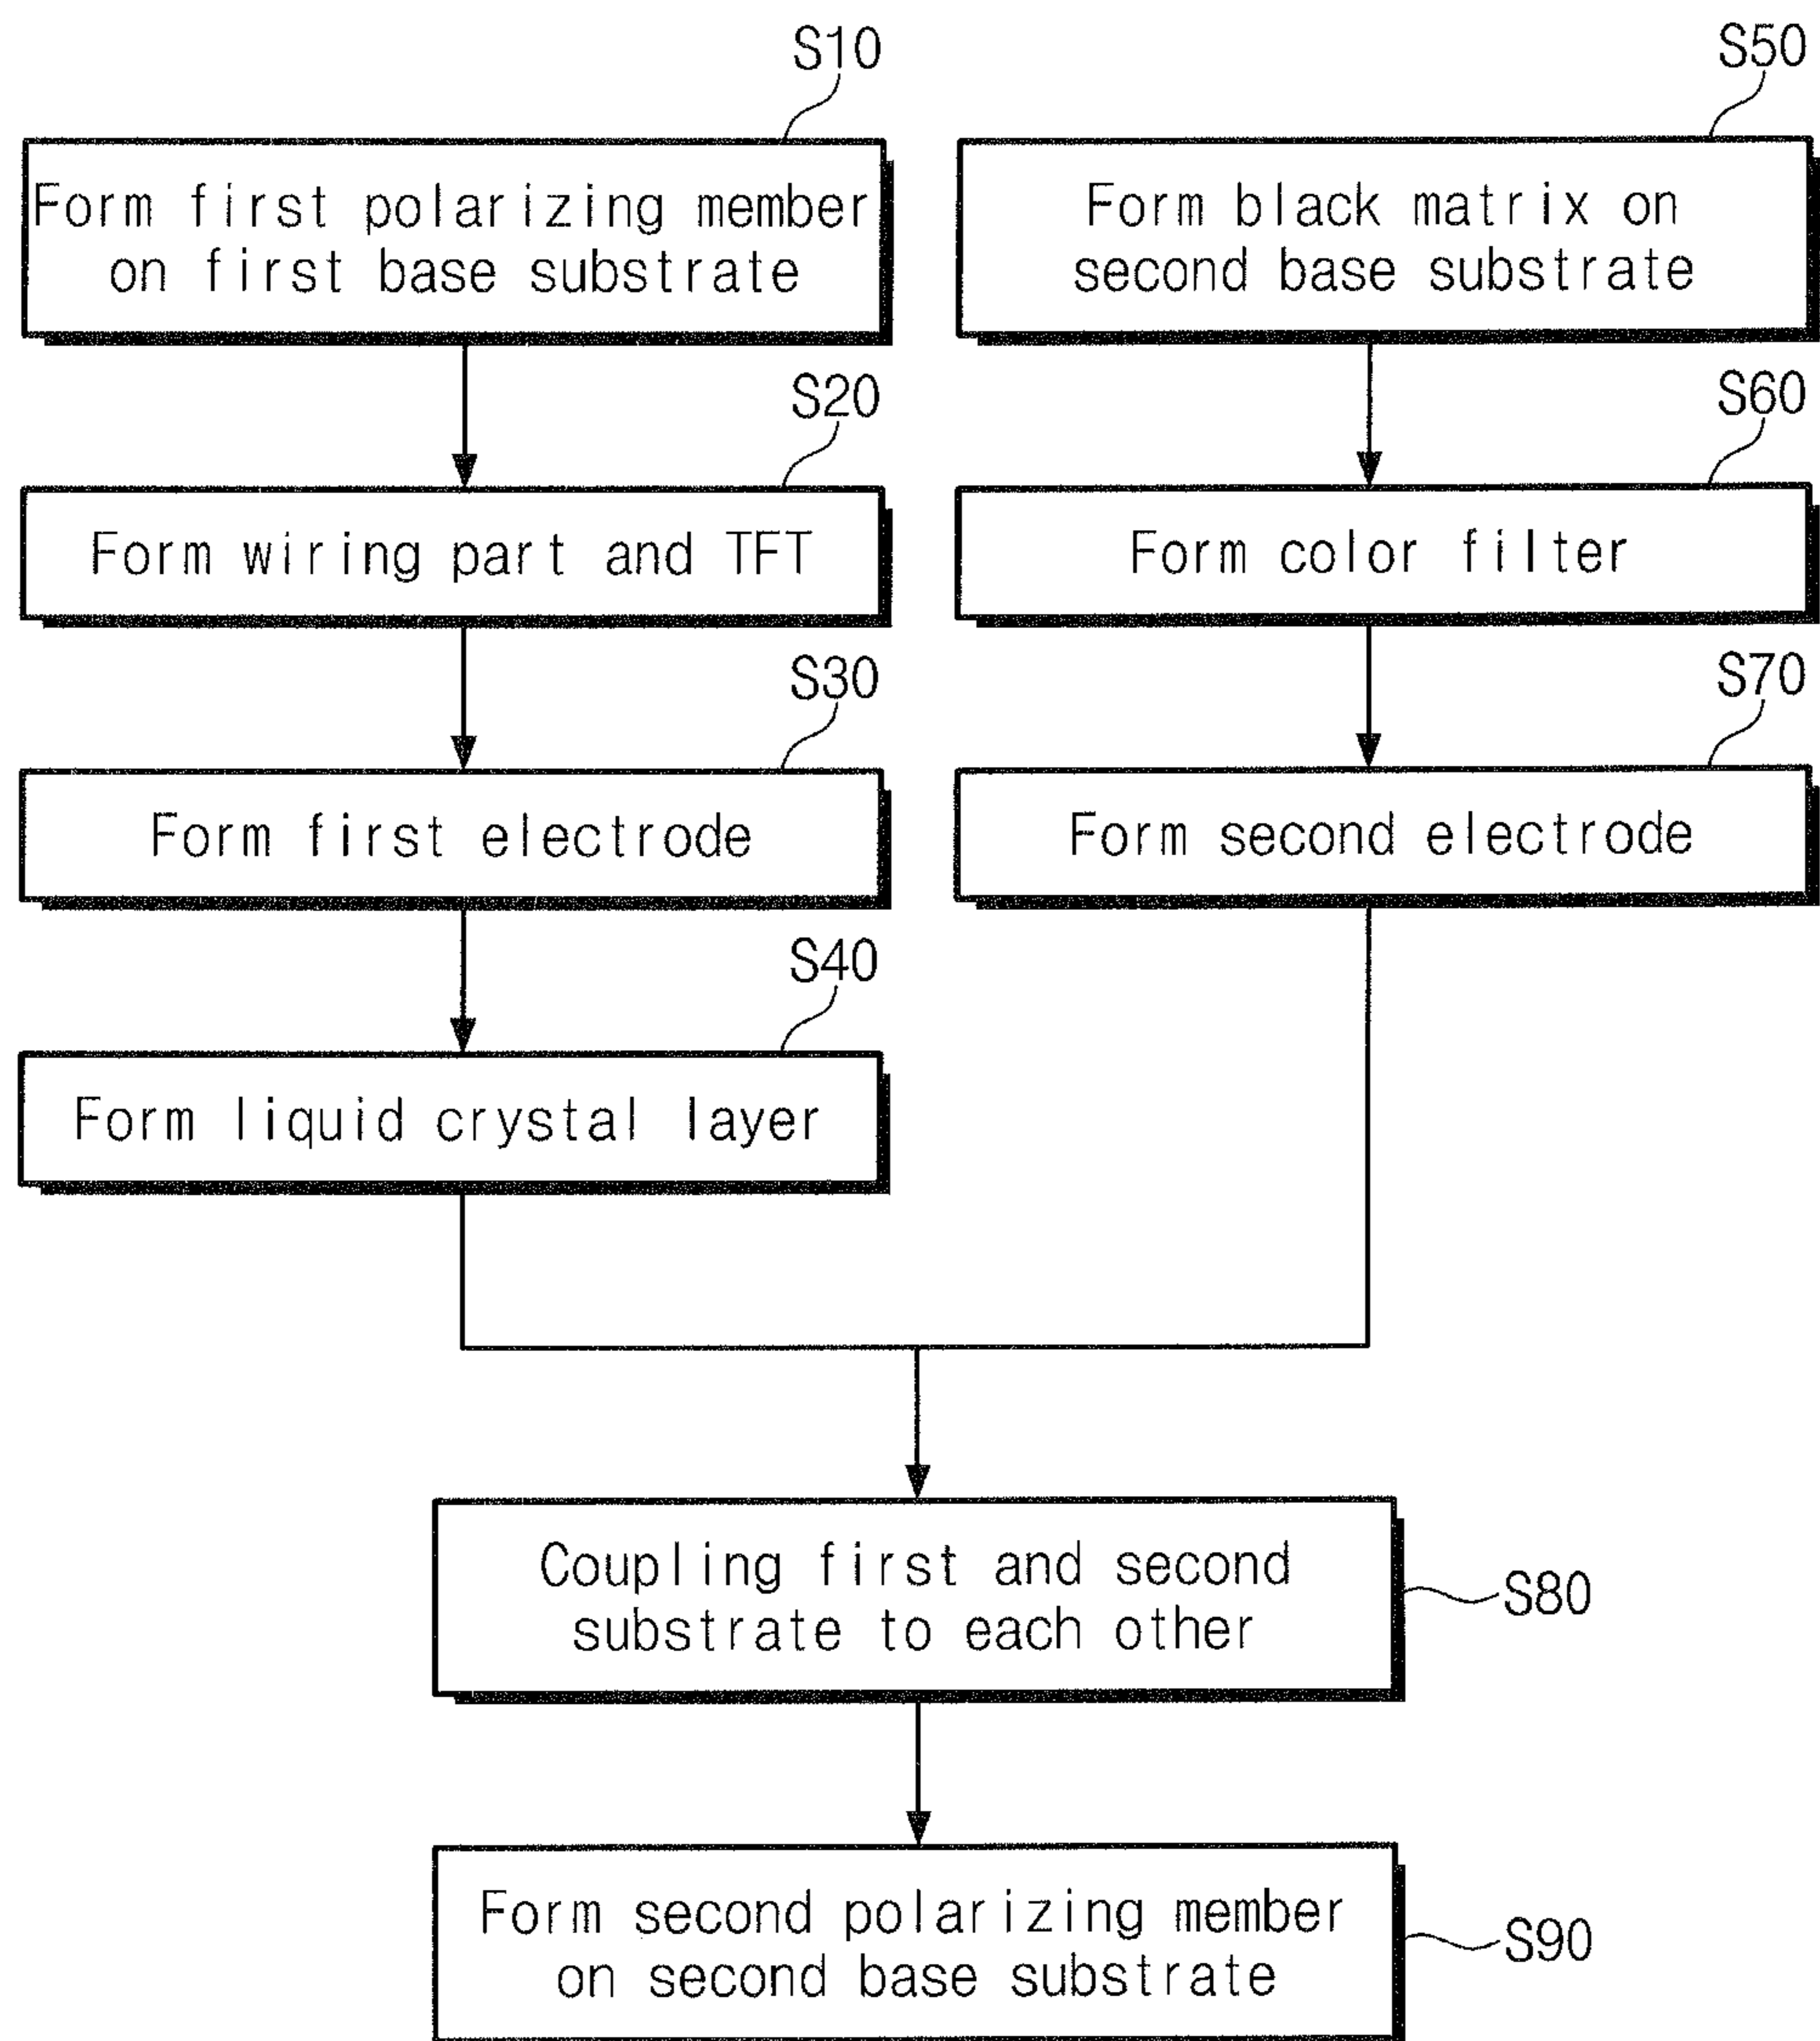 S10
Form first polarizing member
on first base substrate
S20
Form wiring part and TFT
S30
Form first electrode
S40
Form liquid crystal layer
S50
Form black matrix on
second base substrate
S60
Form color filter
S70
Form second electrode
Coupling first and second
substrate to each other
S80
Form second polarizing member
on second base substrate
S90